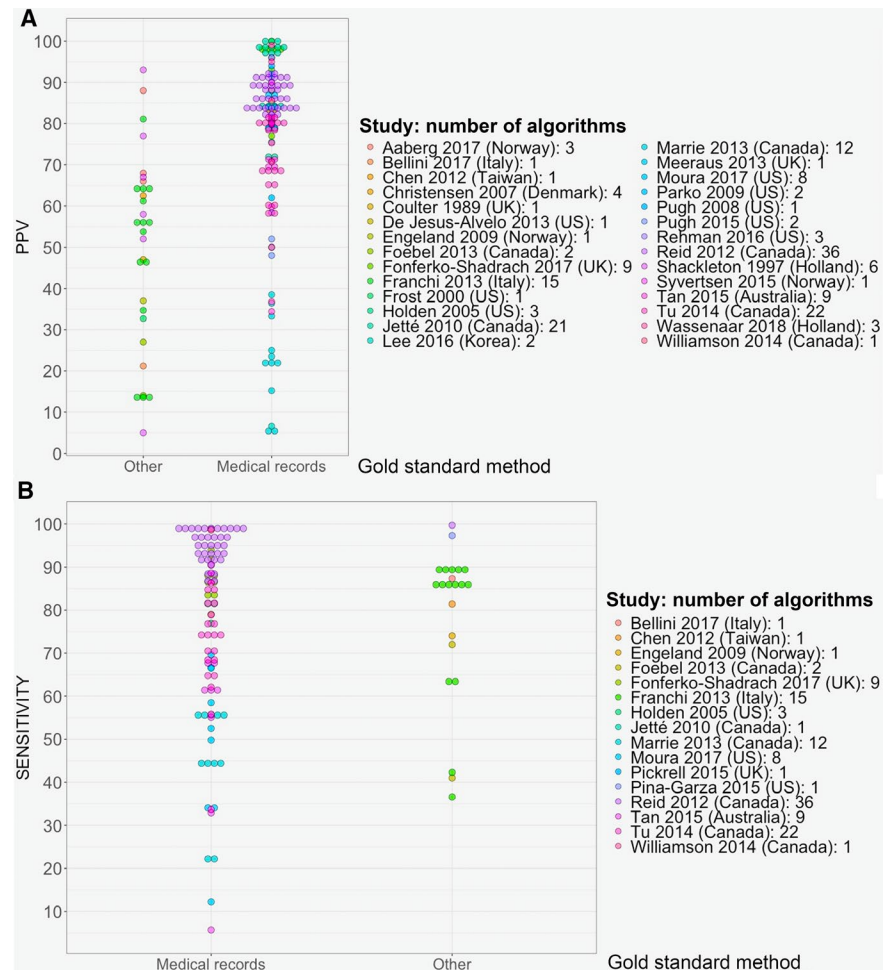 A
PPV
100
90
80
70
60
50
40
30
20
10
0
Other
Medical records
Gold standard method
Study: number of algorithms
Aaberg 2017 (Norway): 3
Bellini 2017 (Italy): 1
Chen 2012 (Taiwan): 1
Christensen 2007 (Denmark): 4
Coulter 1989 (UK): 1
De Jesus-Alvelo 2013 (US): 1
Engeland 2009 (Norway): 1
Foebel 2013 (Canada): 2
Fonferko-Shadrach 2017 (UK): 9
Franchi 2013 (Italy): 15
Frost 2000 (US): 1
Holden 2005 (US): 3
Jetté 2010 (Canada): 21
Lee 2016 (Korea): 2
Marrie 2013 (Canada): 12
Meeraus 2013 (UK): 1
Moura 2017 (US): 8
Parko 2009 (US): 2
Pugh 2008 (US): 1
Pugh 2015 (US): 2
Rehman 2016 (US): 3
Reid 2012 (Canada): 36
Shackleton 1997 (Holland): 6
Syvertsen 2015 (Norway): 1
Tan 2015 (Australia): 9
Tu 2014 (Canada): 22
Wassenaar 2018 (Holland): 3
Williamson 2014 (Canada): 1
B
SENSITIVITY
100
90
80
70
60
50
40
30
20
10
Medical records
Other
Gold standard method
Study: number of algorithms
Bellini 2017 (Italy): 1
Chen 2012 (Taiwan): 1
Engeland 2009 (Norway): 1
Foebel 2013 (Canada): 2
Fonferko-Shadrach 2017 (UK): 9
Franchi 2013 (Italy): 15
Holden 2005 (US): 3
Jetté 2010 (Canada): 1
Marrie 2013 (Canada): 12
Moura 2017 (US): 8
Pickrell 2015 (UK): 1
Pina-Garza 2015 (US): 1
Reid 2012 (Canada): 36
Tan 2015 (Australia): 9
Tu 2014 (Canada): 22
Williamson 2014 (Canada): 1